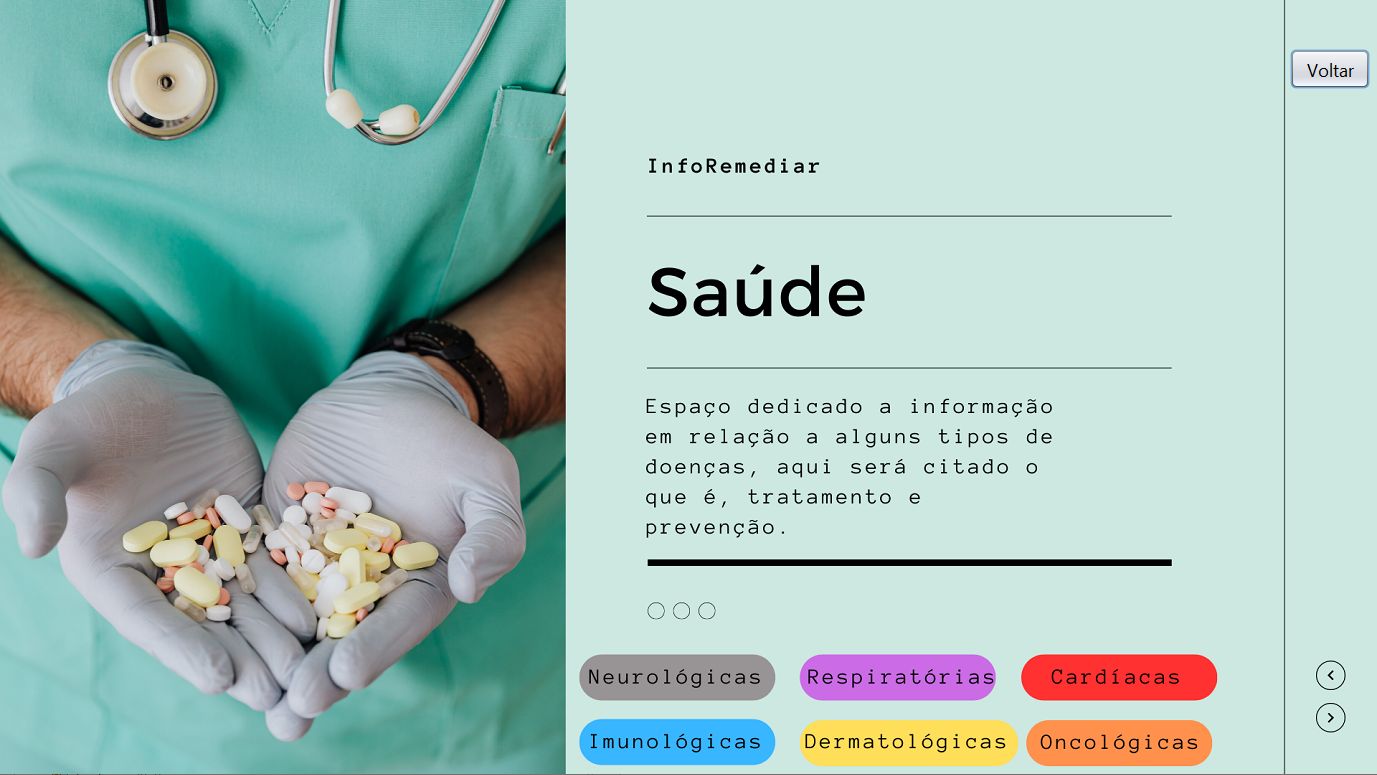 Voltar
InfoRemediar
Saúde
Espaço dedicado a informação
em relação a alguns tipos de
doenças, aqui será citado o
que é, tratamento e
prevenção.
Neurológicas
Respiratórias
Cardíacas
Imunológicas
Dermatológicas
Oncológicas